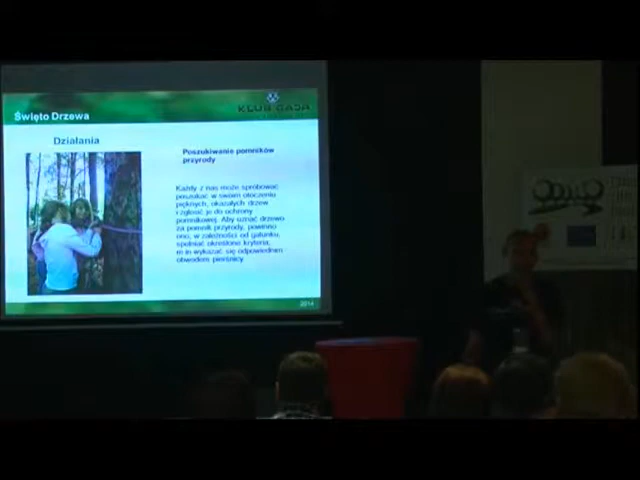 KLUB GAJA
Święto Drzewa
Działania
Poszukiwanie pomników
przyrody
Każdy z nas może spróbować
poszukać w swoim otoczeniu
pięknych, okazałych drzew
i zgłosić je do ochrony
pomnikowej. Aby uznać drzewo
za pomnik przyrody, powinno
ono, w zależności od gatunku,
spełniać określone kryteria,
m.in wykazać się odpowiednim
obwodem pierśnicy.
2014